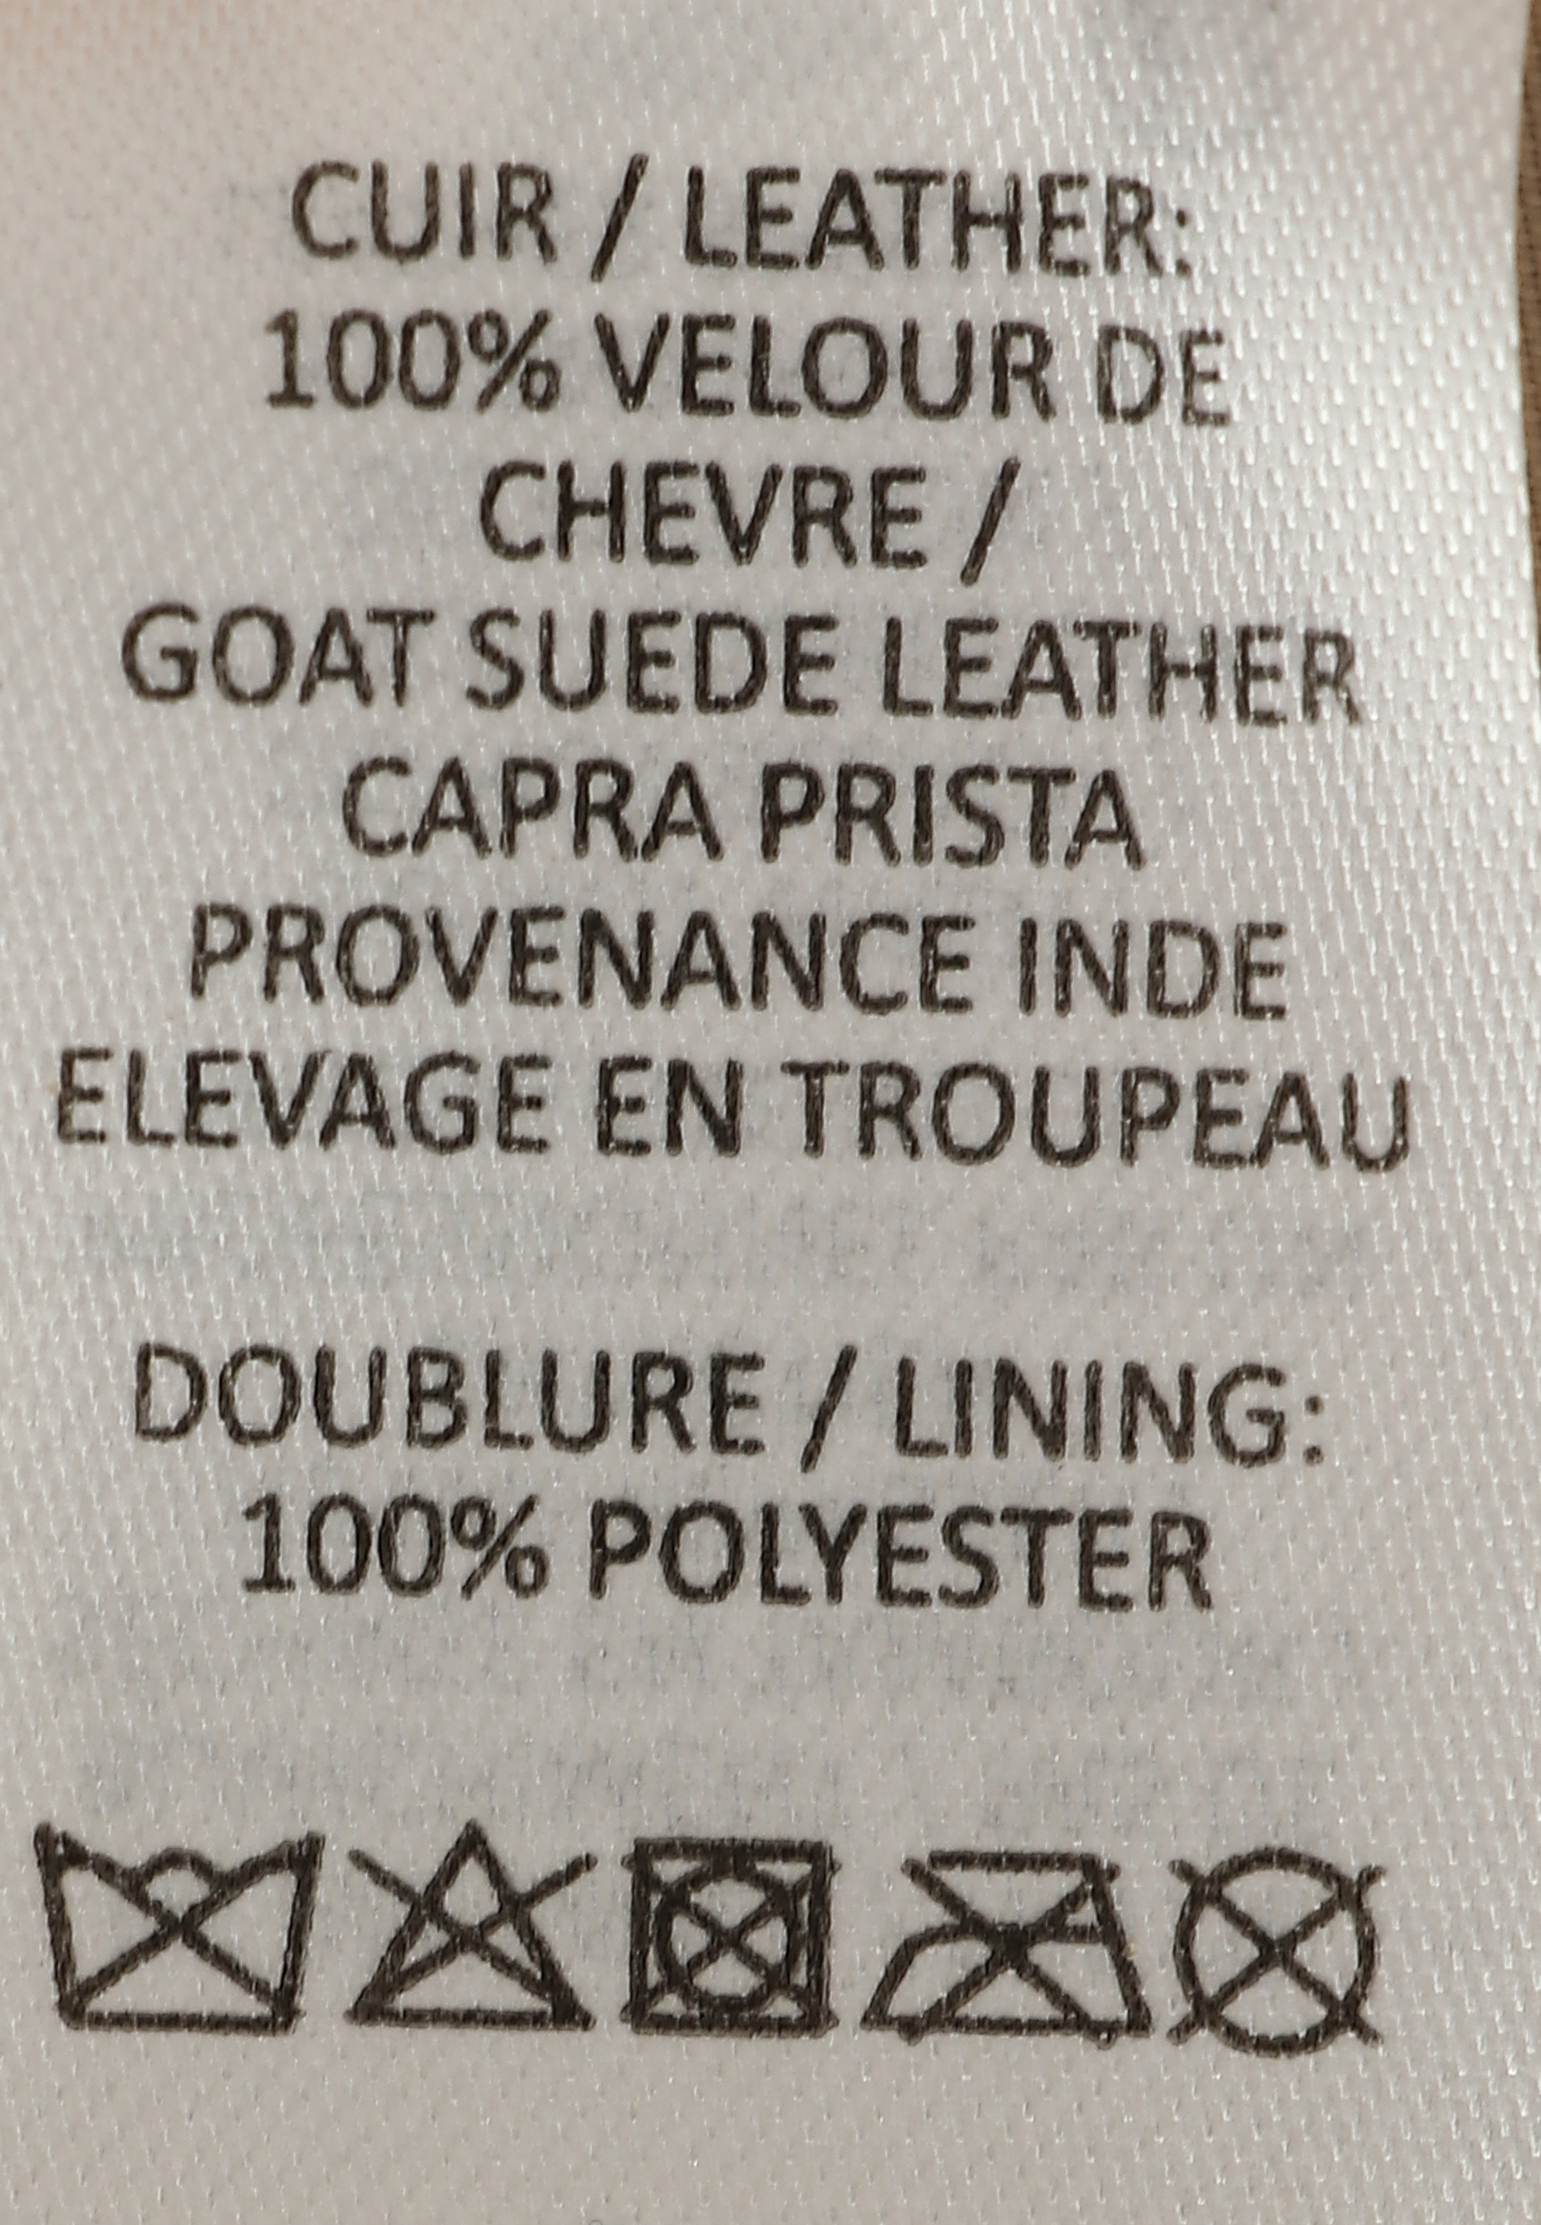 CUIR / LEATHER:
100% VELOUR DE
CHEVRE /
GOAT SUEDE LEATHER
CAPRA PRISTA
PROVENANCE INDE
ELEVAGE EN TROUPEAU
DOUBLURE / LINING:
100% POLYESTER